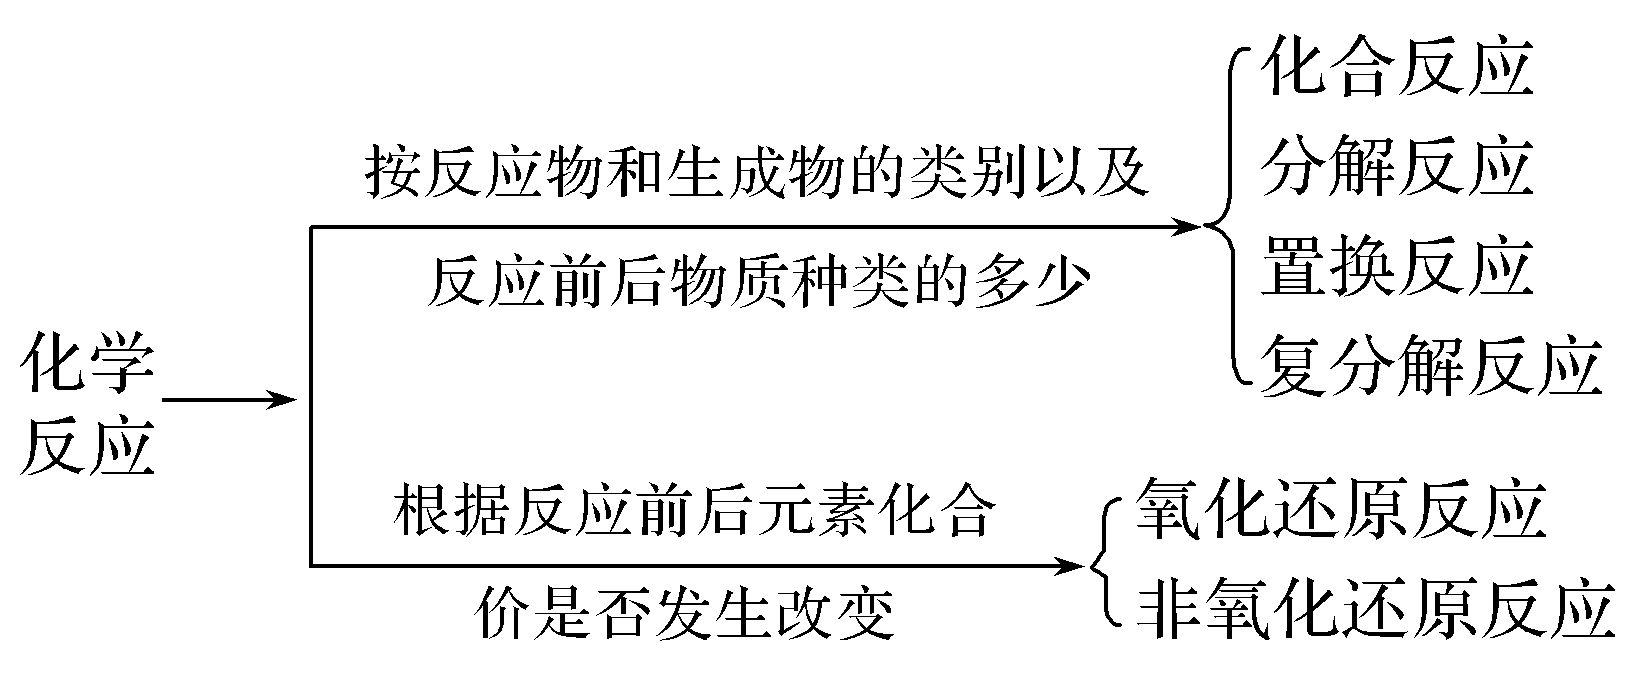 化学
反应
按反应物和生成物的类别以及
反应前后物质种类的多少
化合反应
分解反应
置换反应
复分解反应
根据反应前后元素化合
价是否发生改变
氧化还原反应
非氧化还原反应